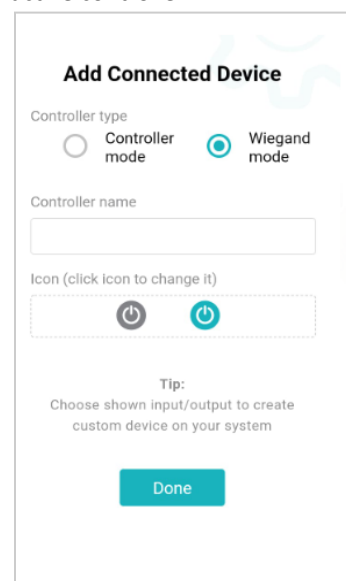 Add Connected Device
Controller type
Controller
mode
Wiegand
mode
Controller name
Icon (click icon to change it)
Tip:
Choose shown input/output to create
custom device on your system
Done